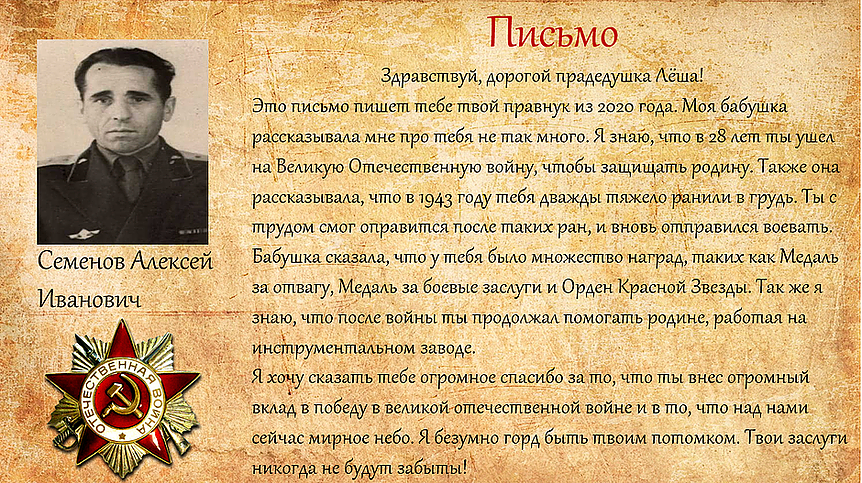 Письмо
Здравствуй, дорогой прадедушка Лёша!
Это письмо пишет тебе твой правнук из 2020 года. Моя бабушка
рассказывала мне про тебя не так много. Я знаю, что в 28 лет ты ушел
на Великую Отечественную войну, чтобы защищать родину. Также она
рассказывала, что в 1943 году тебя дважды тяжело ранили в грудь. Ты с
трудом смог оправится после таких ран, и вновь отправился воевать.
Бабушка сказала, что у тебя было множество наград, таких как Медаль
за отвагу, Медаль за боевые заслуги и Орден Красной Звезды. Так же я
знаю, что после войны ты продолжал помогать родине, работая на
инструментальном заводе.
Я хочу сказать тебе огромное спасибо за то, что ты внес огромный
вклад в победу в великой отечественной войне и в то, что над нами
сейчас мирное небо. Я безумно горд быть твоим потомком. Твои заслуги
никогда не будут забыты!
Семенов Алексей
Иванович
ОТЕЧЕСТВЕННАЯ ВОЙНА